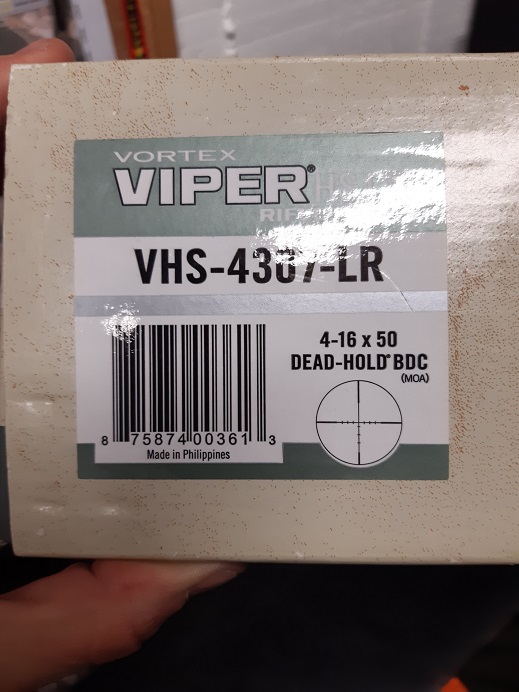 VORTEX
VIPER® HS
VHS-4307-LR
4-16 x 50
DEAD-HOLD® BDC
(MOA)
8 75874 00361 3
Made in Philippines